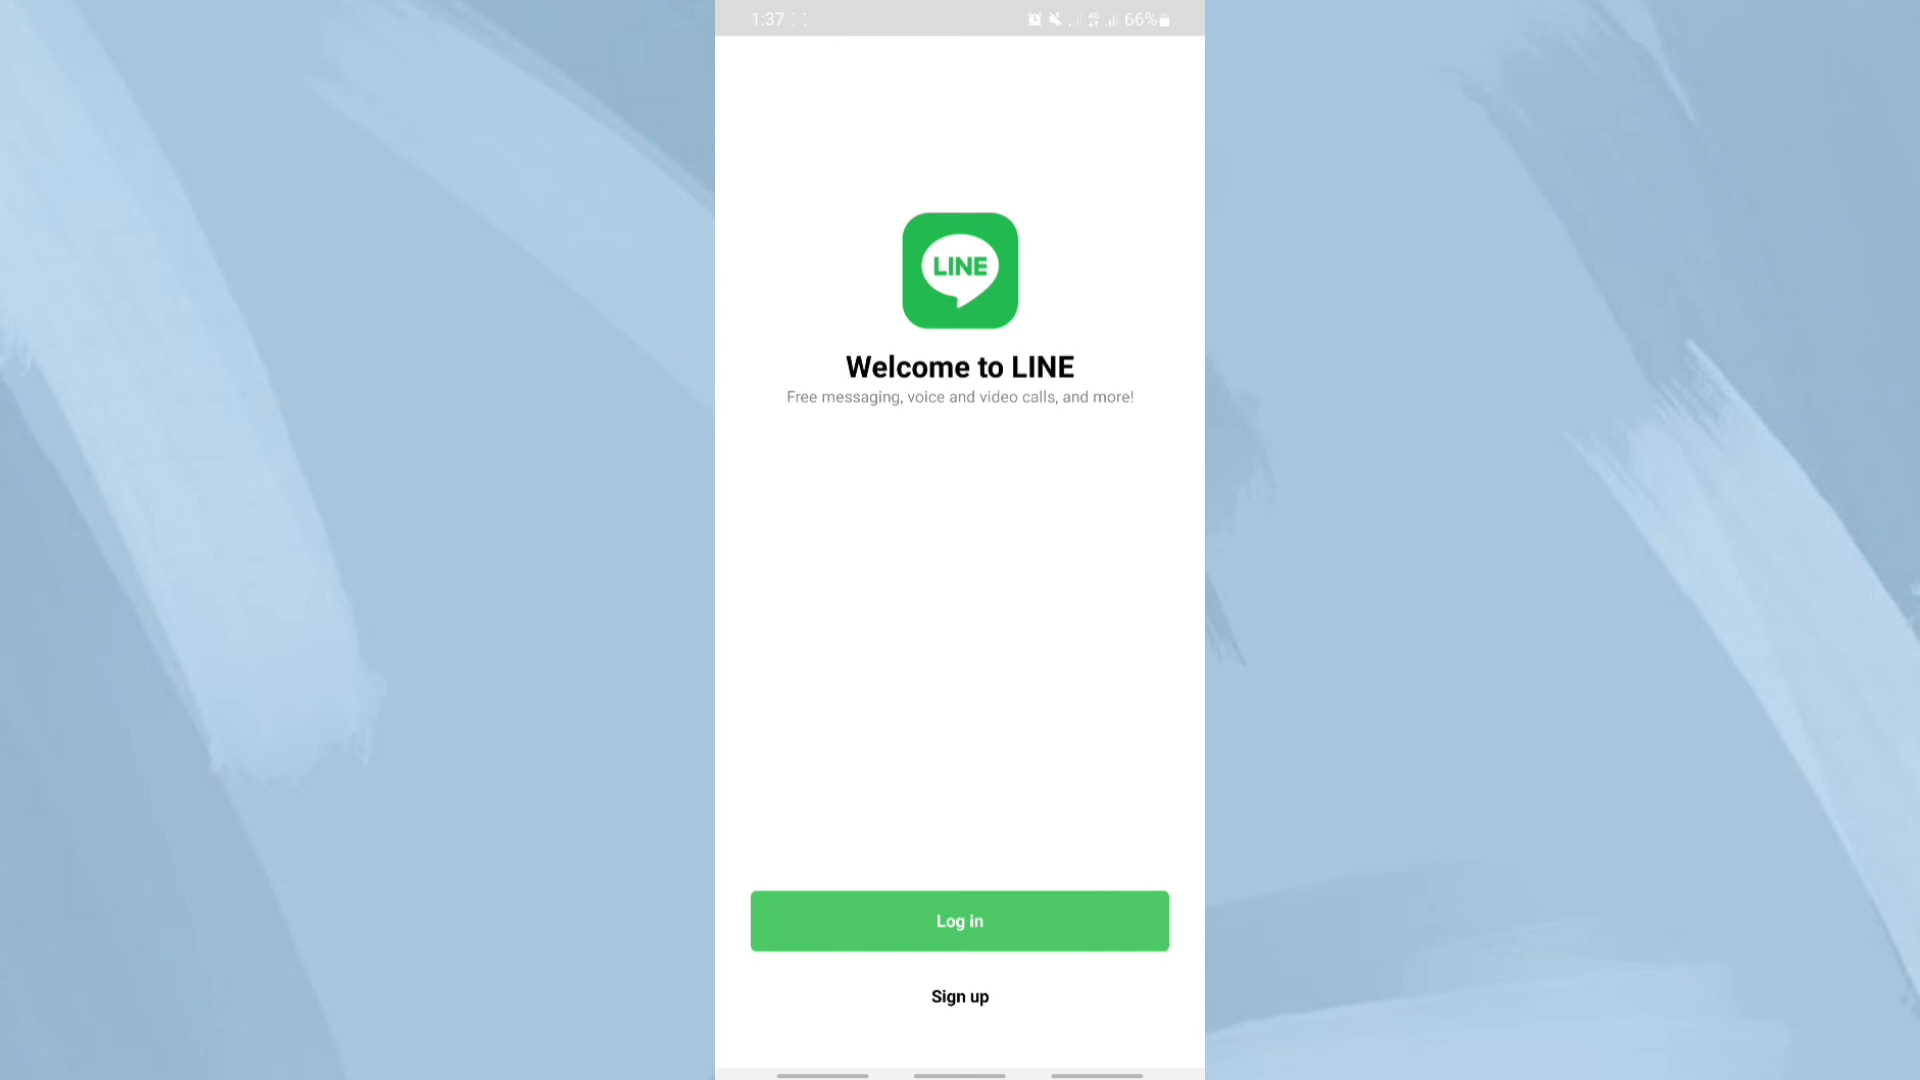 1:37 66%
LINE
Welcome to LINE
Free messaging, voice and video calls, and more!
Log in
Sign up